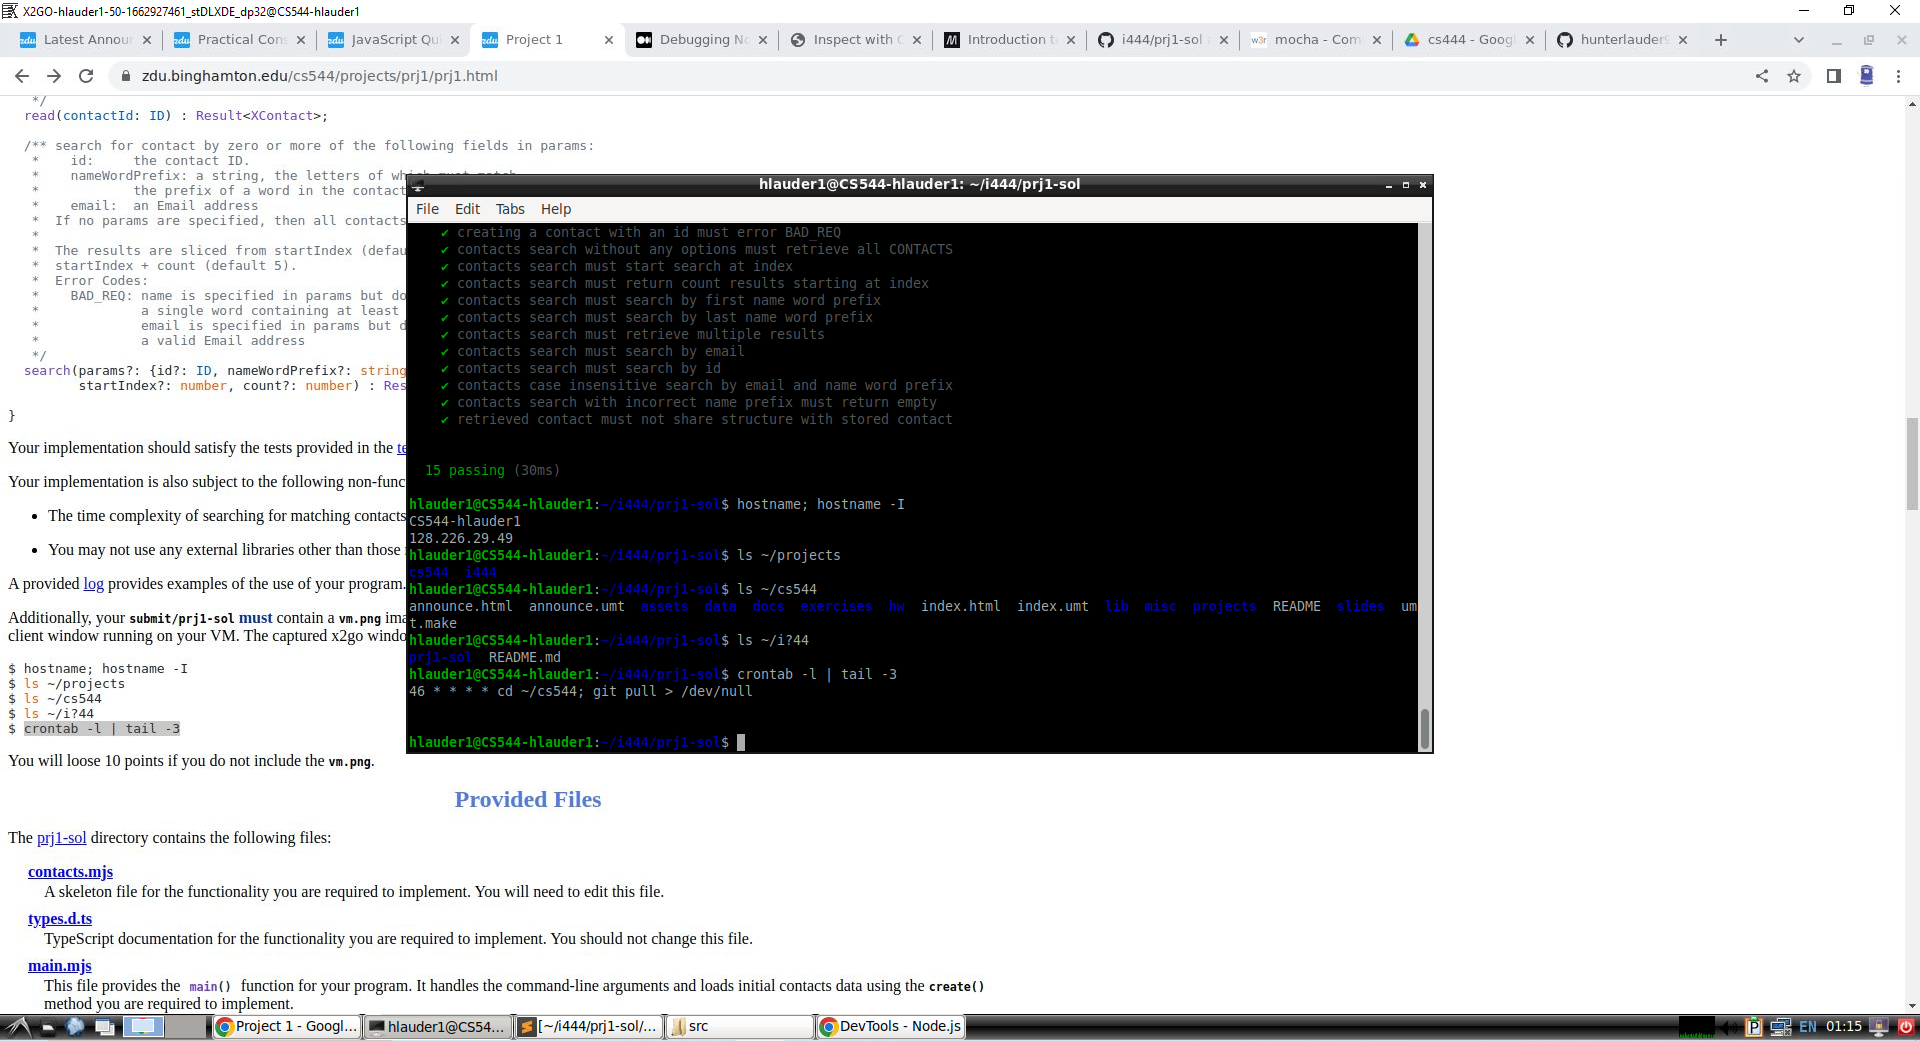 X2GO-hlauder1-50-1662927461_stDLXDE_dp32@CS544-hlauder1
Latest Annou
Practical Con
JavaScript Qu
Project 1
Debugging No
Inspect with C
Introduction t
i444/prj1-sol
mocha - Com
cs444 - Googl
hunterlauder
zdu.binghamton.edu/cs544/projects/prj1/prj1.html
*/
read(contactId: ID) : Result<XContact>;
/** search for contact by zero or more of the following fields in params:
*    id:     the contact ID.
*    nameWordPrefix: a string, the letters of which must match
*            the prefix of a word in the contact
*    email:  an Email address
*  If no params are specified, then all contacts
*
*  The results are sliced from startIndex (defau
*  startIndex + count (default 5).
*  Error Codes:
*    BAD_REQ: name is specified in params but do
*             a single word containing at least
*             email is specified in params but d
*             a valid Email address
*/
search(params?: {id?: ID, nameWordPrefix?: string
startIndex?: number, count?: number) : Res
}
Your implementation should satisfy the tests provided in the te
Your implementation is also subject to the following non-func
• The time complexity of searching for matching contacts
• You may not use any external libraries other than those
A provided log provides examples of the use of your program.
Additionally, your submit/prj1-sol must contain a vm.png ima
client window running on your VM. The captured x2go windo
$ hostname; hostname -I
$ ls ~/projects
$ ls ~/cs544
$ ls ~/i?44
$ crontab -l | tail -3
You will loose 10 points if you do not include the vm.png.
Provided Files
The prj1-sol directory contains the following files:
contacts.mjs
A skeleton file for the functionality you are required to implement. You will need to edit this file.
types.d.ts
TypeScript documentation for the functionality you are required to implement. You should not change this file.
main.mjs
This file provides the main() function for your program. It handles the command-line arguments and loads initial contacts data using the create()
method you are required to implement.
hlauder1@CS544-hlauder1: ~/i444/prj1-sol
File Edit Tabs Help
✔ creating a contact with an id must error BAD_REQ
✔ contacts search without any options must retrieve all CONTACTS
✔ contacts search must start search at index
✔ contacts search must return count results starting at index
✔ contacts search must search by first name word prefix
✔ contacts search must search by last name word prefix
✔ contacts search must retrieve multiple results
✔ contacts search must search by email
✔ contacts search must search by id
✔ contacts case insensitive search by email and name word prefix
✔ contacts search with incorrect name prefix must return empty
✔ retrieved contact must not share structure with stored contact
15 passing (30ms)
hlauder1@CS544-hlauder1:~/i444/prj1-sol$ hostname; hostname -I
CS544-hlauder1
128.226.29.49
hlauder1@CS544-hlauder1:~/i444/prj1-sol$ ls ~/projects
cs544  i444
hlauder1@CS544-hlauder1:~/i444/prj1-sol$ ls ~/cs544
announce.html  announce.umt  assets  data  docs  exercises  hw  index.html  index.umt  lib  misc  projects  README  slides  um
t.make
hlauder1@CS544-hlauder1:~/i444/prj1-sol$ ls ~/i?44
prj1-sol  README.md
hlauder1@CS544-hlauder1:~/i444/prj1-sol$ crontab -l | tail -3
46 * * * * cd ~/cs544; git pull > /dev/null
hlauder1@CS544-hlauder1:~/i444/prj1-sol$
Project 1 - Googl...
hlauder1@CS54...
[~/i444/prj1-sol/...
src
DevTools - Node.js
EN
01:15